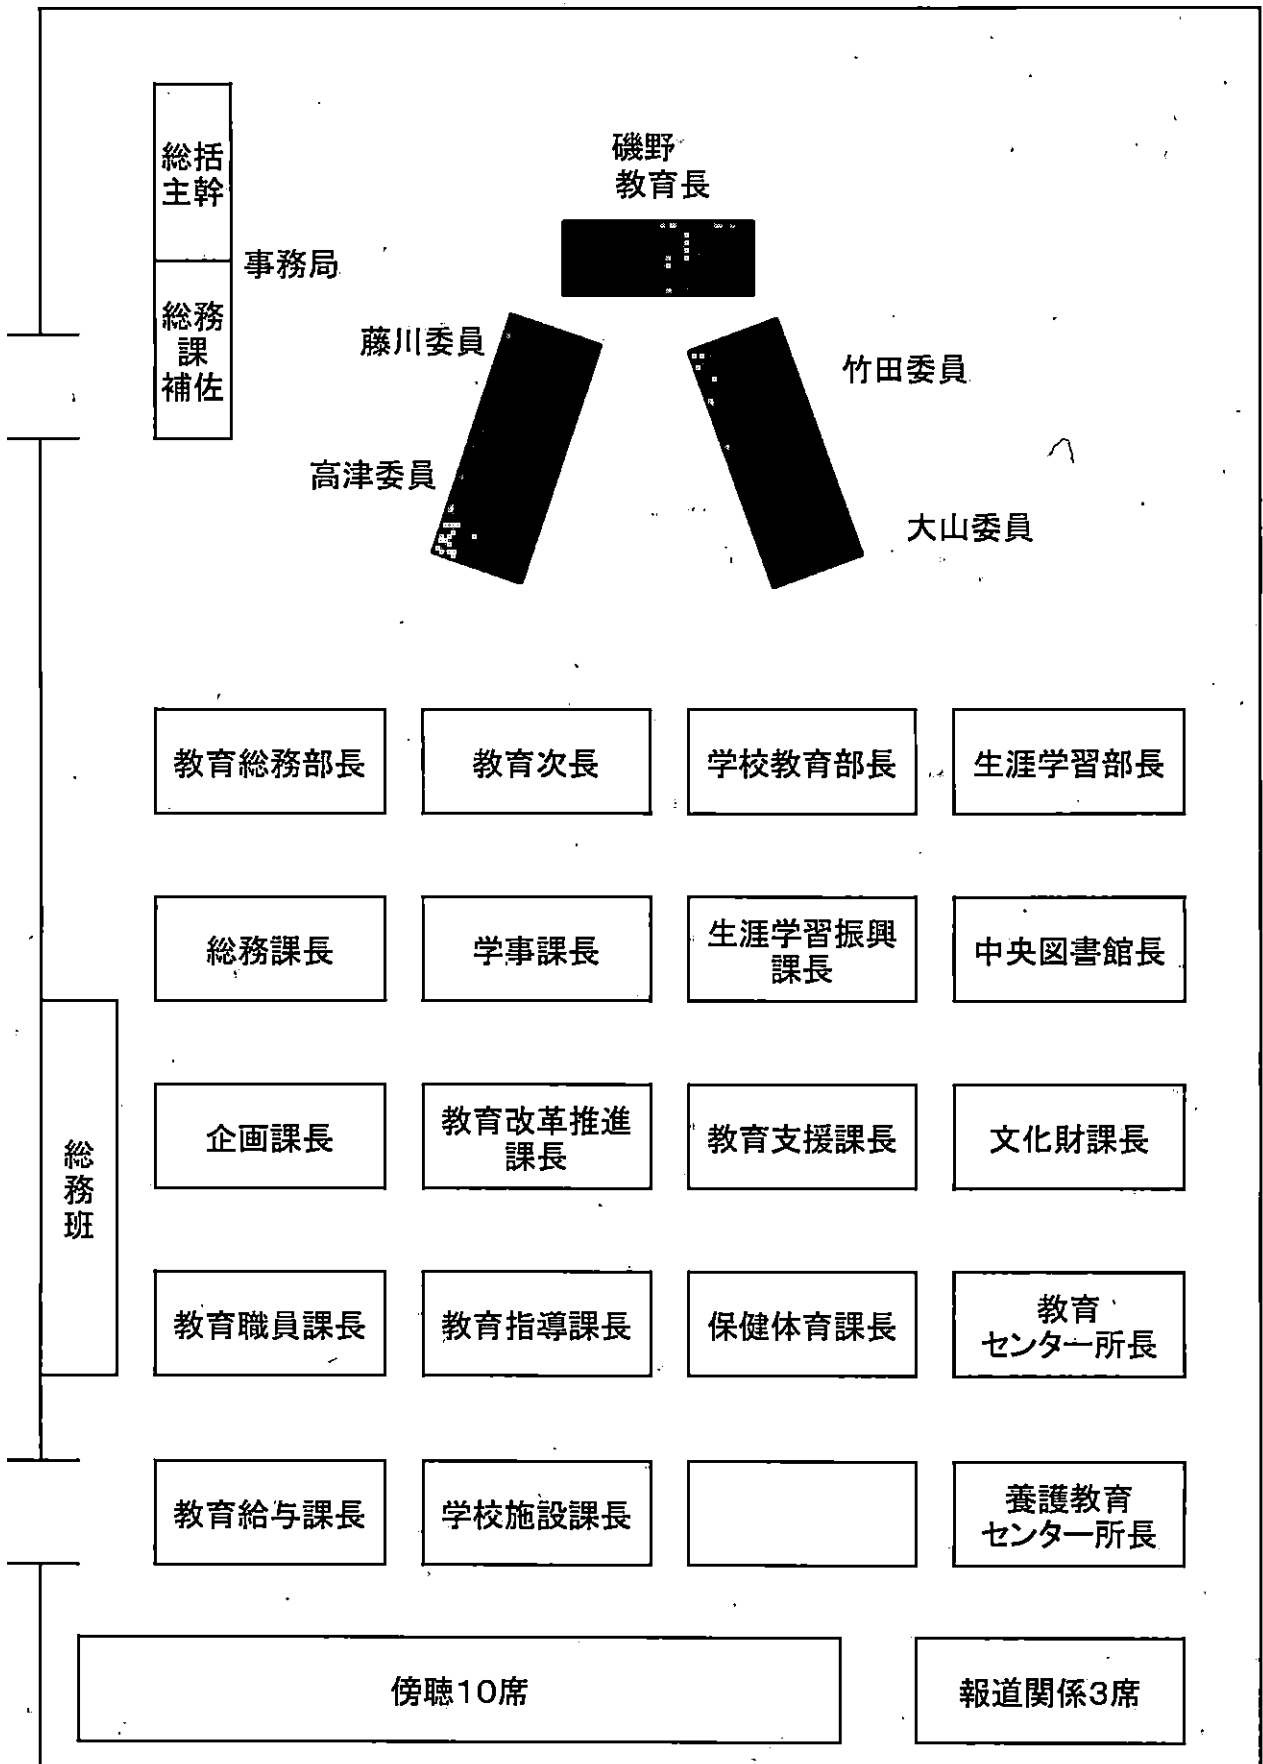 総括
主幹
事務局
総務
課
補佐
磯野
教育長
藤川委員
竹田委員
高津委員
大山委員
教育総務部長
教育次長
学校教育部長
生涯学習部長
総務課長
学事課長
生涯学習振興
課長
中央図書館長
総務班
企画課長
教育改革推進
課長
教育支援課長
文化財課長
教育職員課長
教育指導課長
保健体育課長
教育
センター所長
教育給与課長
学校施設課長
養護教育
センター所長
傍聴10席
報道関係3席